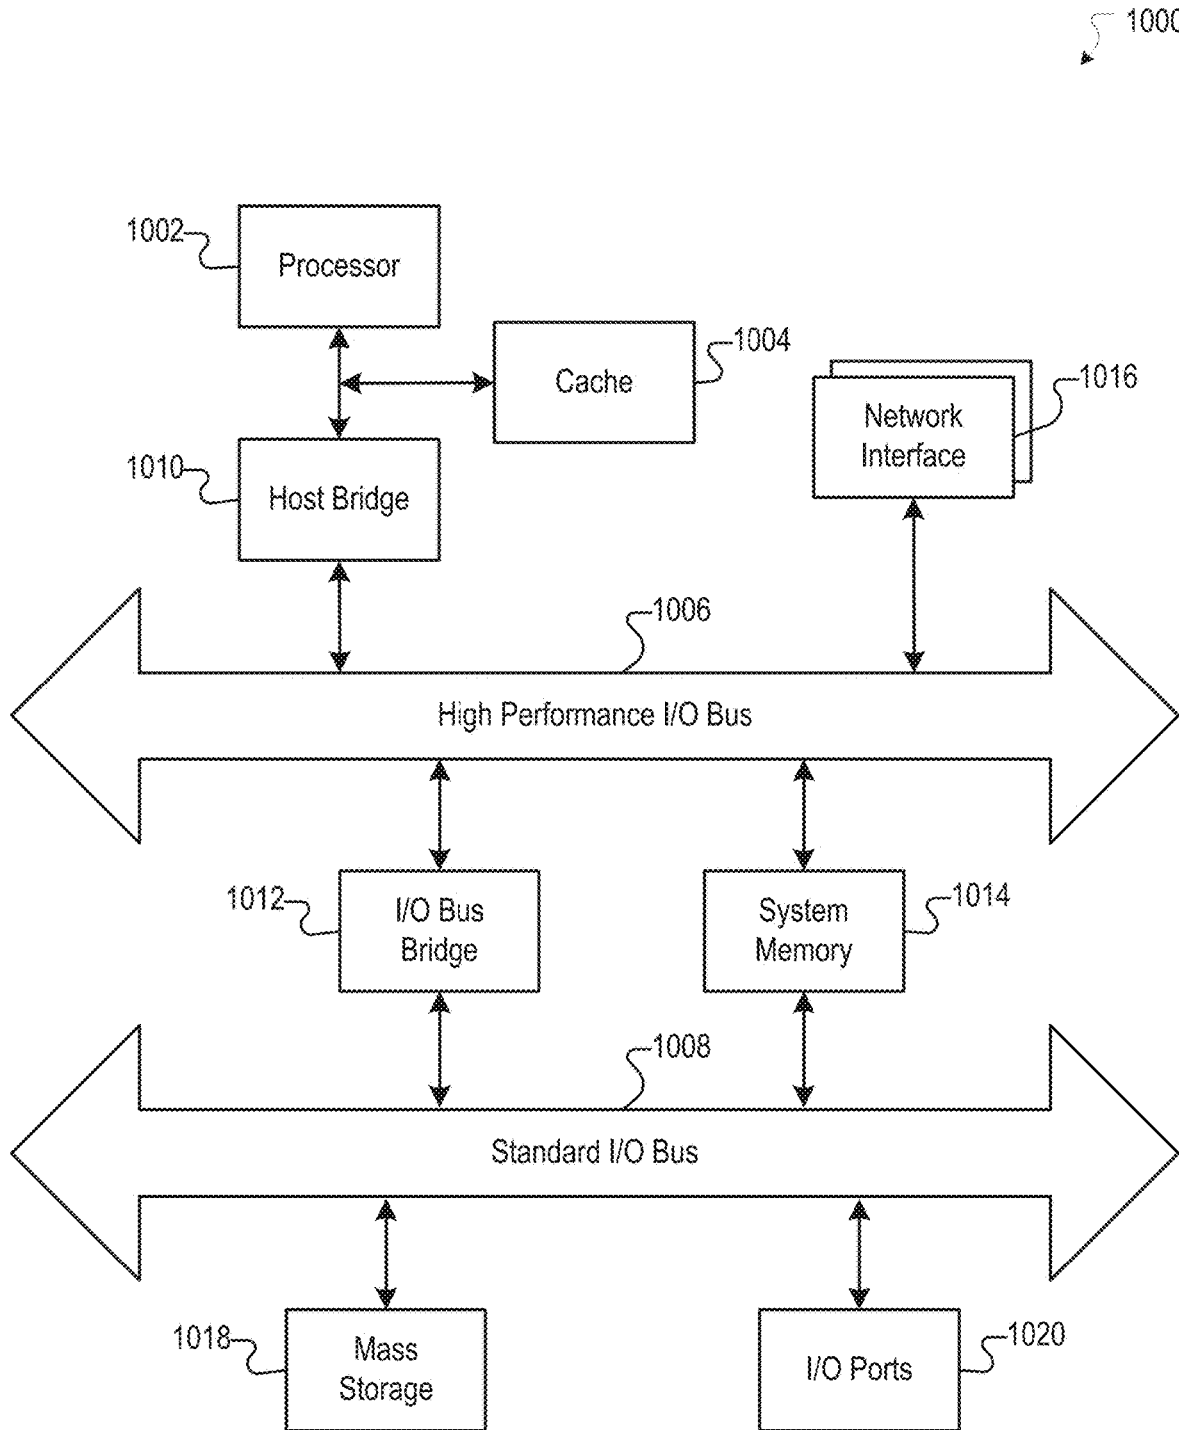 1000
1002
Processor
1004
Cache
1016
Network
Interface
1010
Host Bridge
1006
High Performance I/O Bus
1012
I/O Bus
Bridge
System
Memory
1014
1008
Standard I/O Bus
1018
Mass
Storage
I/O Ports
1020